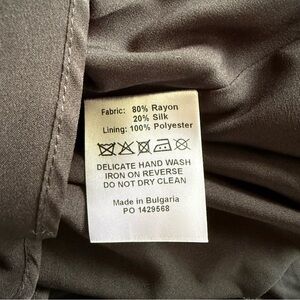 Fabric: 80% Rayon
20% Silk
Lining: 100% Polyester
DELICATE HAND WASH
IRON ON REVERSE
DO NOT DRY CLEAN
Made in Bulgaria
PO 1429568